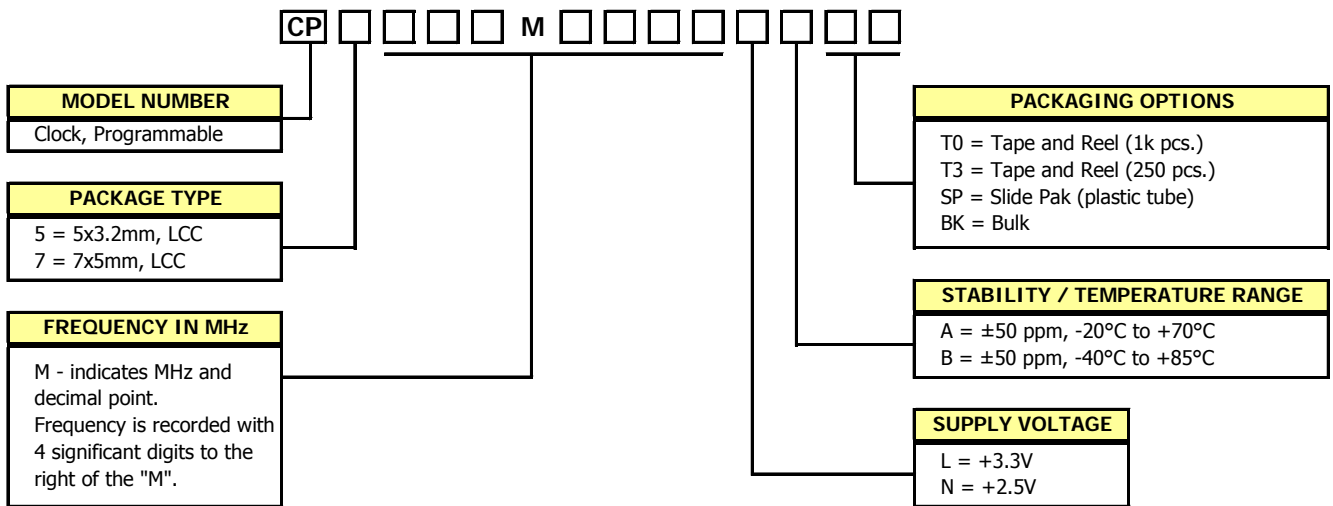 CP M
MODEL NUMBER
Clock, Programmable
PACKAGE TYPE
5 = 5x3.2mm, LCC
7 = 7x5mm, LCC
FREQUENCY IN MHz
M - indicates MHz and
decimal point.
Frequency is recorded with
4 significant digits to the
right of the "M".
PACKAGING OPTIONS
T0 = Tape and Reel (1k pcs.)
T3 = Tape and Reel (250 pcs.)
SP = Slide Pak (plastic tube)
BK = Bulk
STABILITY / TEMPERATURE RANGE
A = ±50 ppm, -20°C to +70°C
B = ±50 ppm, -40°C to +85°C
SUPPLY VOLTAGE
L = +3.3V
N = +2.5V